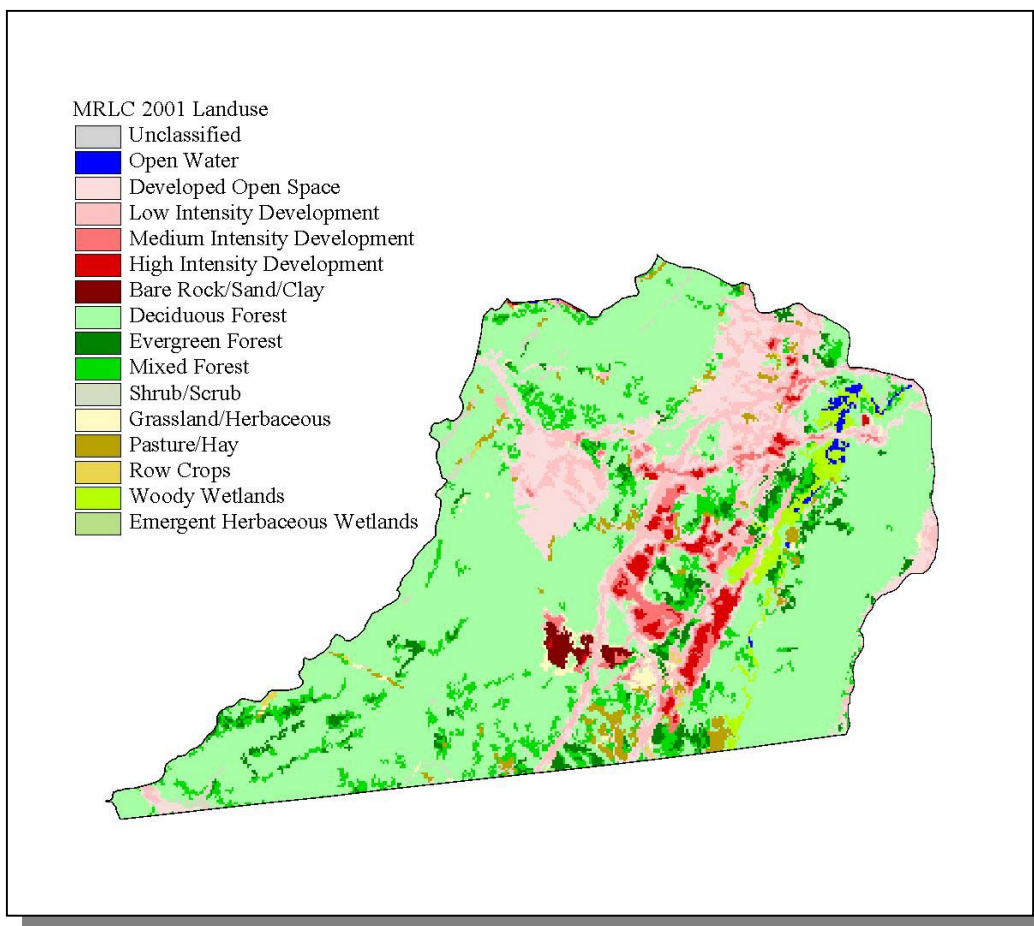 MRLC 2001 Landuse
Unclassified
Open Water
Developed Open Space
Low Intensity Development
Medium Intensity Development
High Intensity Development
Bare Rock/Sand/Clay
Deciduous Forest
Evergreen Forest
Mixed Forest
Shrub/Scrub
Grassland/Herbaceous
Pasture/Hay
Row Crops
Woody Wetlands
Emergent Herbaceous Wetlands